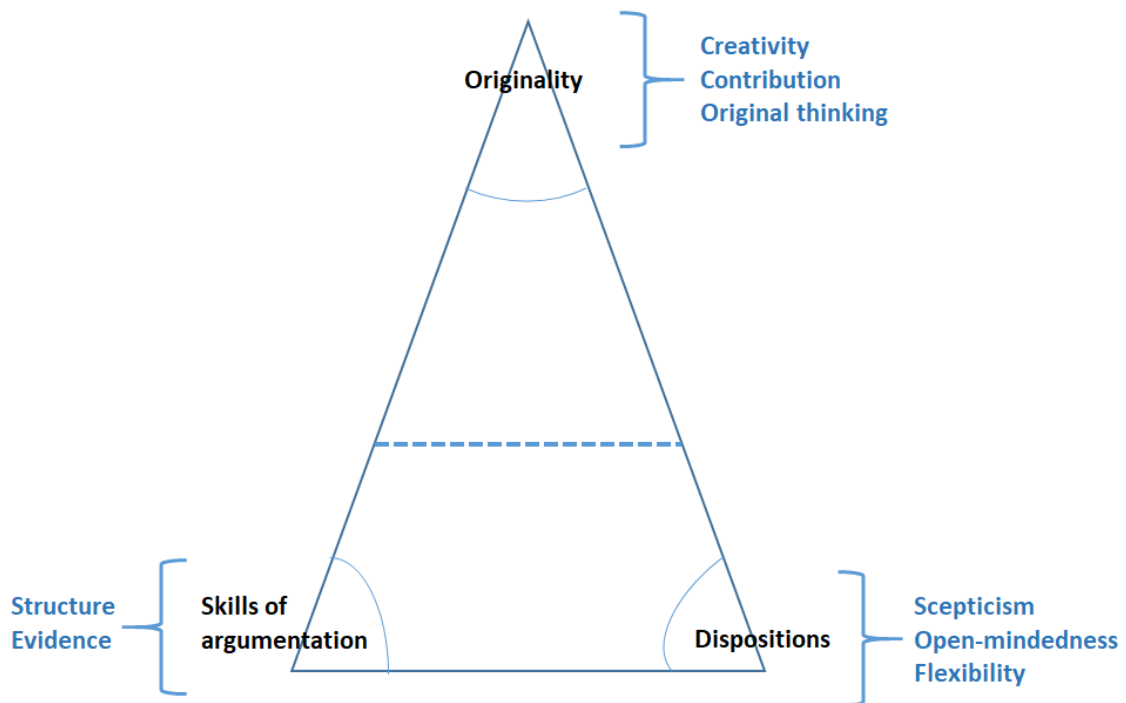 Originality
Creativity
Contribution
Original thinking
Structure
Evidence
Skills of
argumentation
Dispositions
Scepticism
Open-mindedness
Flexibility